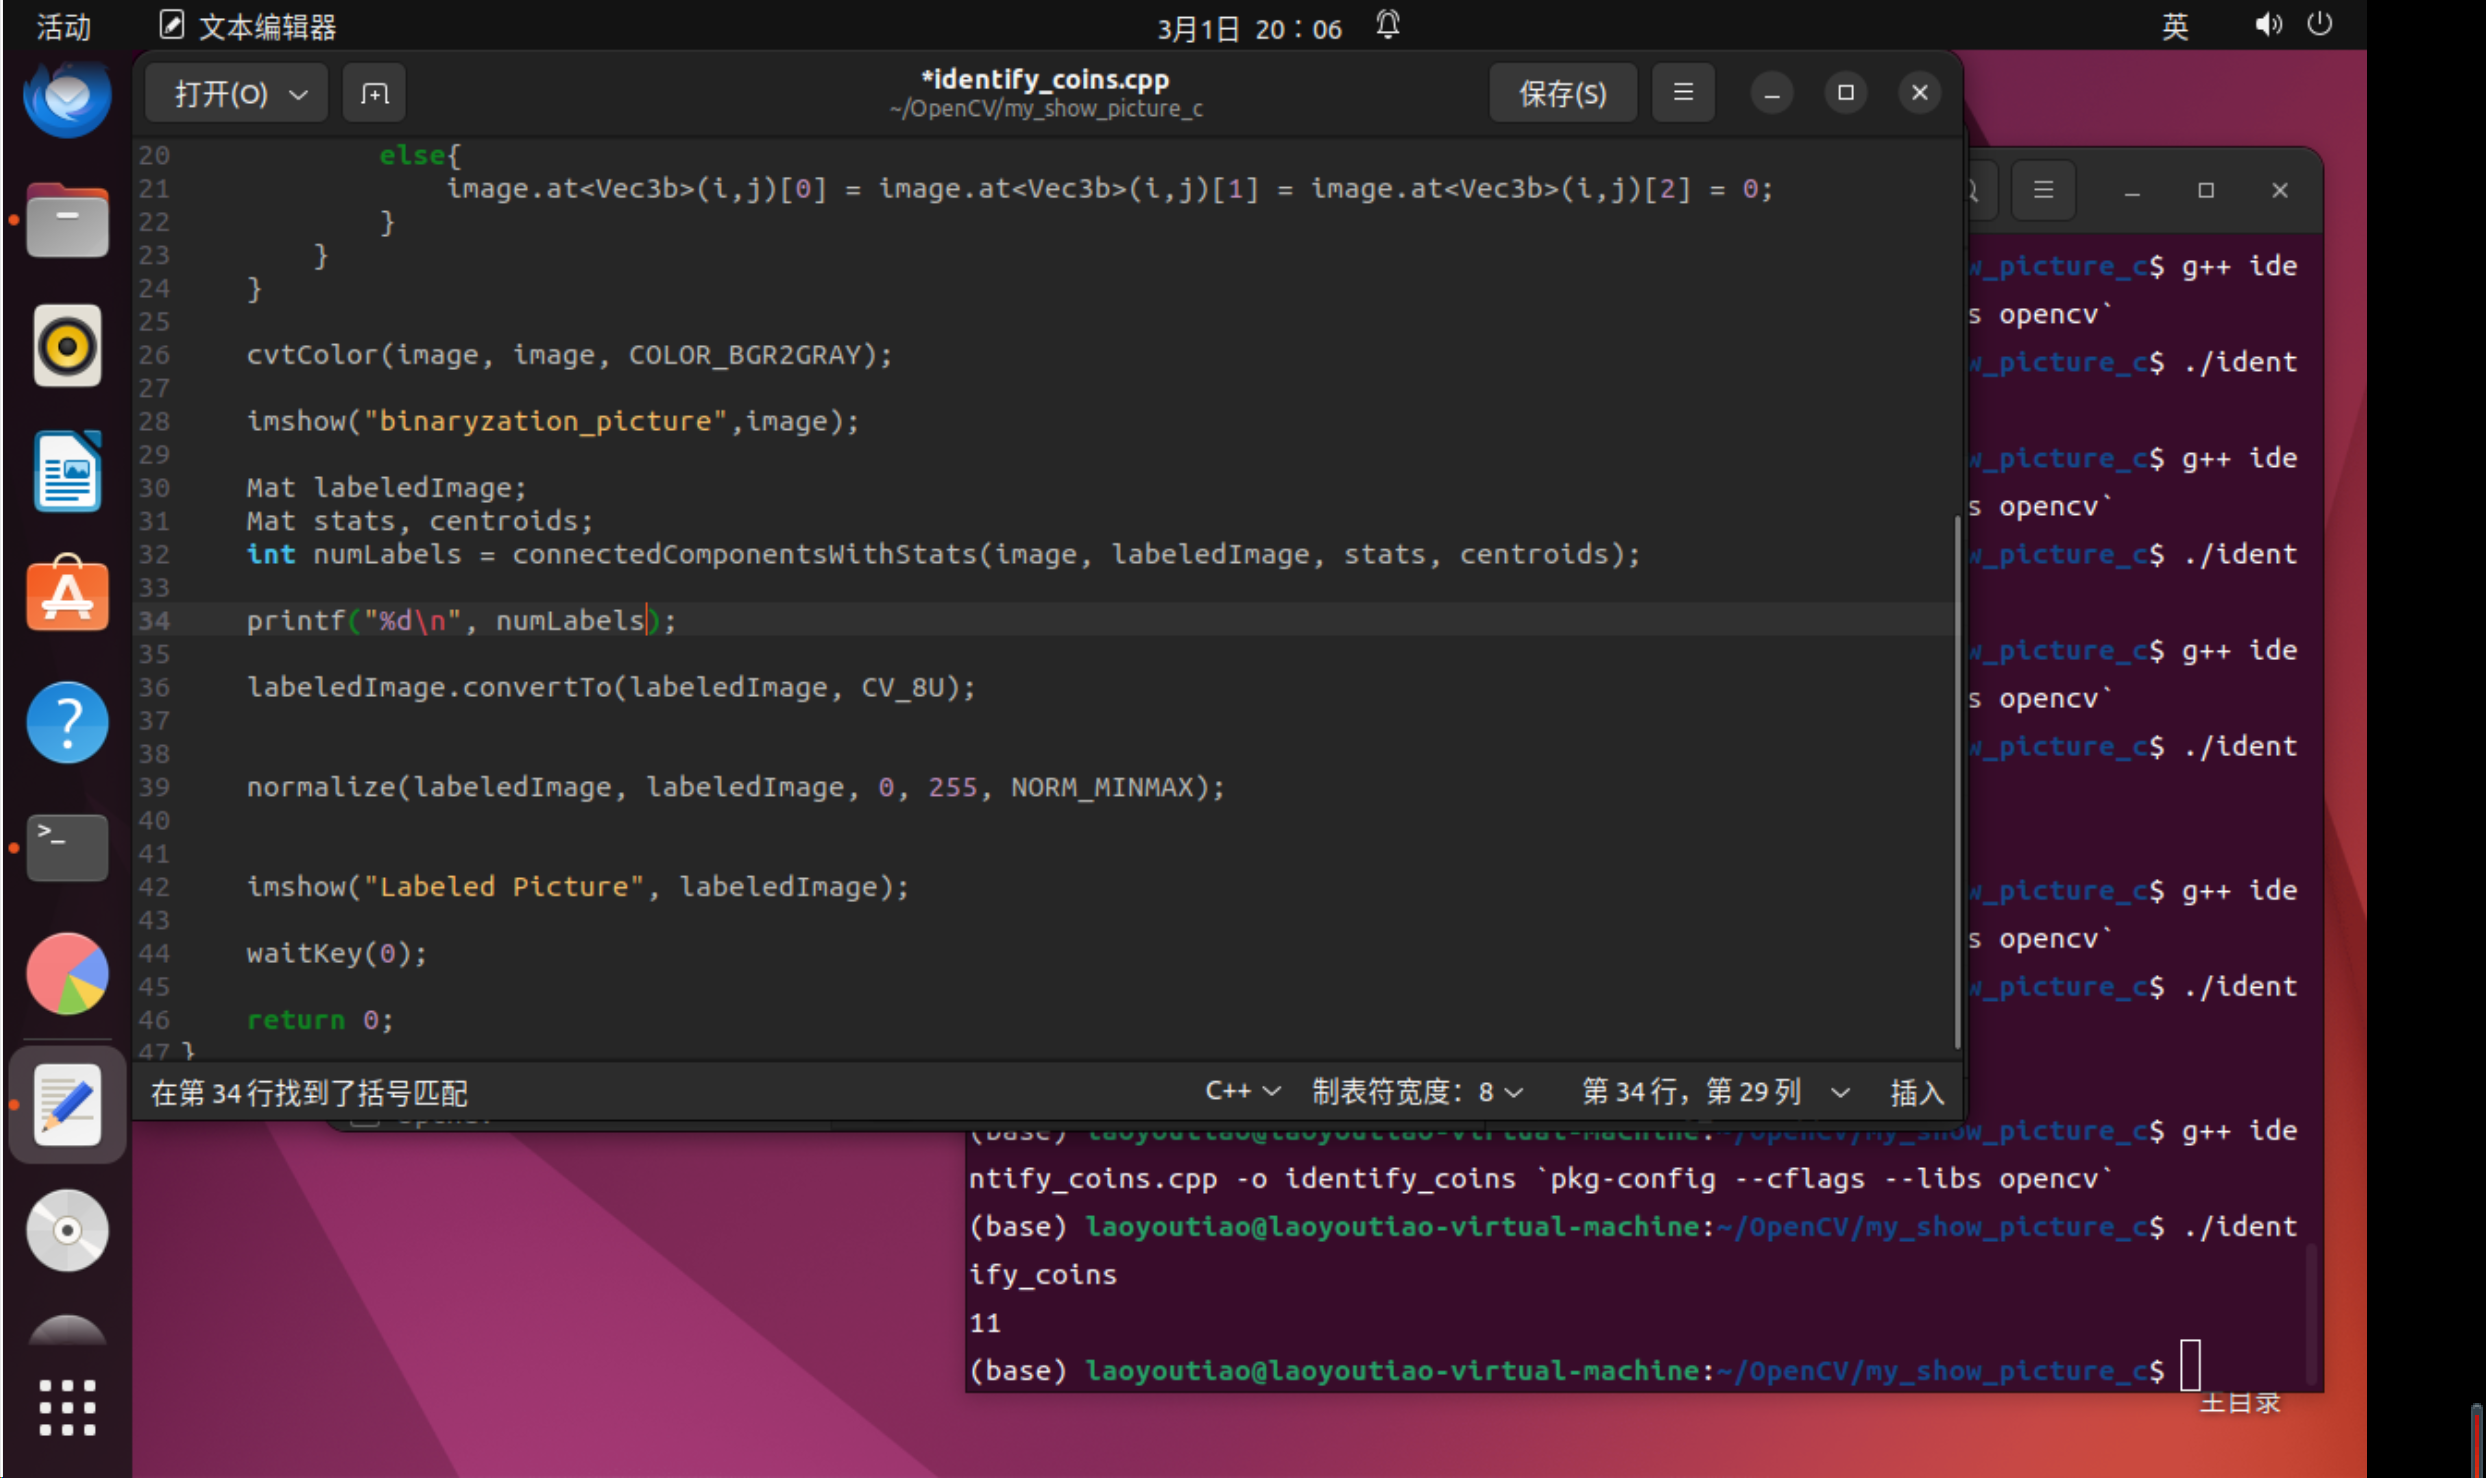 活动
文本编辑器
3月1日 20：06
英
打开(O)
*identify_coins.cpp
~/OpenCV/my_show_picture_c
保存(S)
20 else{
21 image.at<Vec3b>(i,j)[0] = image.at<Vec3b>(i,j)[1] = image.at<Vec3b>(i,j)[2] = 0;
22 }
23 }
24 }
25
26 cvtColor(image, image, COLOR_BGR2GRAY);
27
28 imshow("binaryzation_picture",image);
29
30 Mat labeledImage;
31 Mat stats, centroids;
32 int numLabels = connectedComponentsWithStats(image, labeledImage, stats, centroids);
33
34 printf("%d\n", numLabels);
35
36 labeledImage.convertTo(labeledImage, CV_8U);
37
38
39 normalize(labeledImage, labeledImage, 0, 255, NORM_MINMAX);
40
41
42 imshow("Labeled Picture", labeledImage);
43
44 waitKey(0);
45
46 return 0;
47 }
在第 34 行找到了括号匹配
C++
制表符宽度：8
第 34 行，第 29 列
插入
w_picture_c$ g++ ide
s opencv`
w_picture_c$ ./ident
w_picture_c$ g++ ide
s opencv`
w_picture_c$ ./ident
w_picture_c$ g++ ide
s opencv`
w_picture_c$ ./ident
w_picture_c$ g++ ide
s opencv`
w_picture_c$ ./ident
(base) laoyoutiao@laoyoutiao-virtual-machine:~/OpenCV/my_show_picture_c$ g++ ide
ntify_coins.cpp -o identify_coins `pkg-config --cflags --libs opencv`
(base) laoyoutiao@laoyoutiao-virtual-machine:~/OpenCV/my_show_picture_c$ ./ident
ify_coins
11
(base) laoyoutiao@laoyoutiao-virtual-machine:~/OpenCV/my_show_picture_c$
主目录